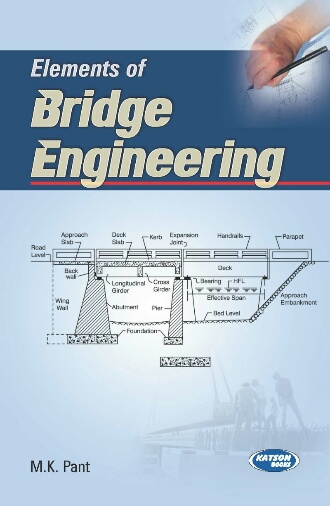 Elements of
Bridge
Engineering
Approach
Slab
Deck
Slab
Kerb
Expansion
Joint
Handrails
Parapet
Road
Level
Back
wall
Longitudinal
Girder
Cross
Girder
Deck
Bearing
HFL
Effective Span
Wing
Wall
Abutment
Pier
Approach
Embankment
Bed Level
Foundation
M.K. Pant
KATSON
BOOKS